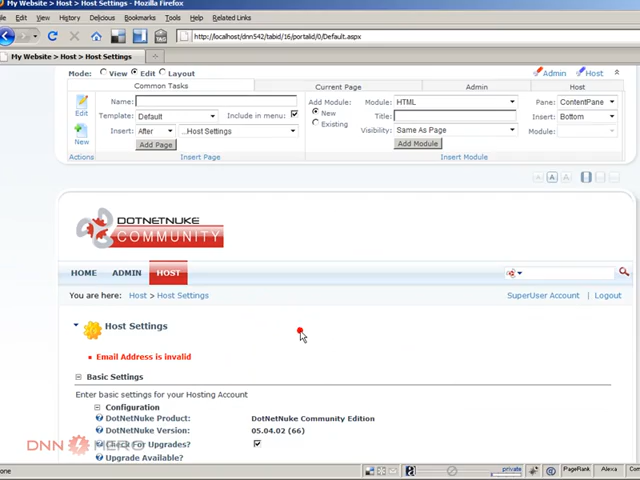 My Website > Host > Host Settings - Mozilla Firefox
File Edit View History Delicious Bookmarks Tools Help Related Links
http://localhost/dnn542/tabid/16/portalid/0/Default.aspx
My Website > Host > Host Settings
Mode: View Edit Layout Admin Host
Common Tasks Current Page Admin Host
Edit Name: Add Module: Module: HTML Pane: ContentPane
Template: Default Include in menu: New Title: Insert: Bottom
New Insert: After ...Host Settings Existing Visibility: Same As Page Module:
Add Page Add Module
Actions Insert Page Insert Module
A A A
DOTNETNUKE
COMMUNITY
HOME ADMIN HOST
You are here: Host > Host Settings SuperUser Account / Logout
Host Settings
Email Address is invalid
Basic Settings
Enter basic settings for your Hosting Account
Configuration
DotNetNuke Product: DotNetNuke Community Edition
DotNetNuke Version: 05.04.02 (66)
Check For Upgrades?
Upgrade Available?
DNN HERO
one private PageRank Alexa